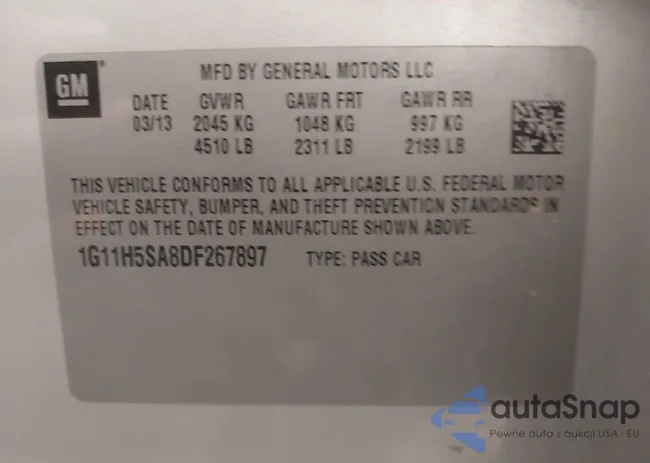 GM
MFD BY GENERAL MOTORS LLC
DATE GVWR GAWR FRT GAWR RR
03/13 2045 KG 1048 KG 997 KG
4510 LB 2311 LB 2199 LB
THIS VEHICLE CONFORMS TO ALL APPLICABLE U.S. FEDERAL MOTOR
VEHICLE SAFETY, BUMPER, AND THEFT PREVENTION STANDARDS IN
EFFECT ON THE DATE OF MANUFACTURE SHOWN ABOVE.
1G11H5SA8DF267897 TYPE: PASS CAR
autaSnap
Pewne auta z aukcji USA i EU